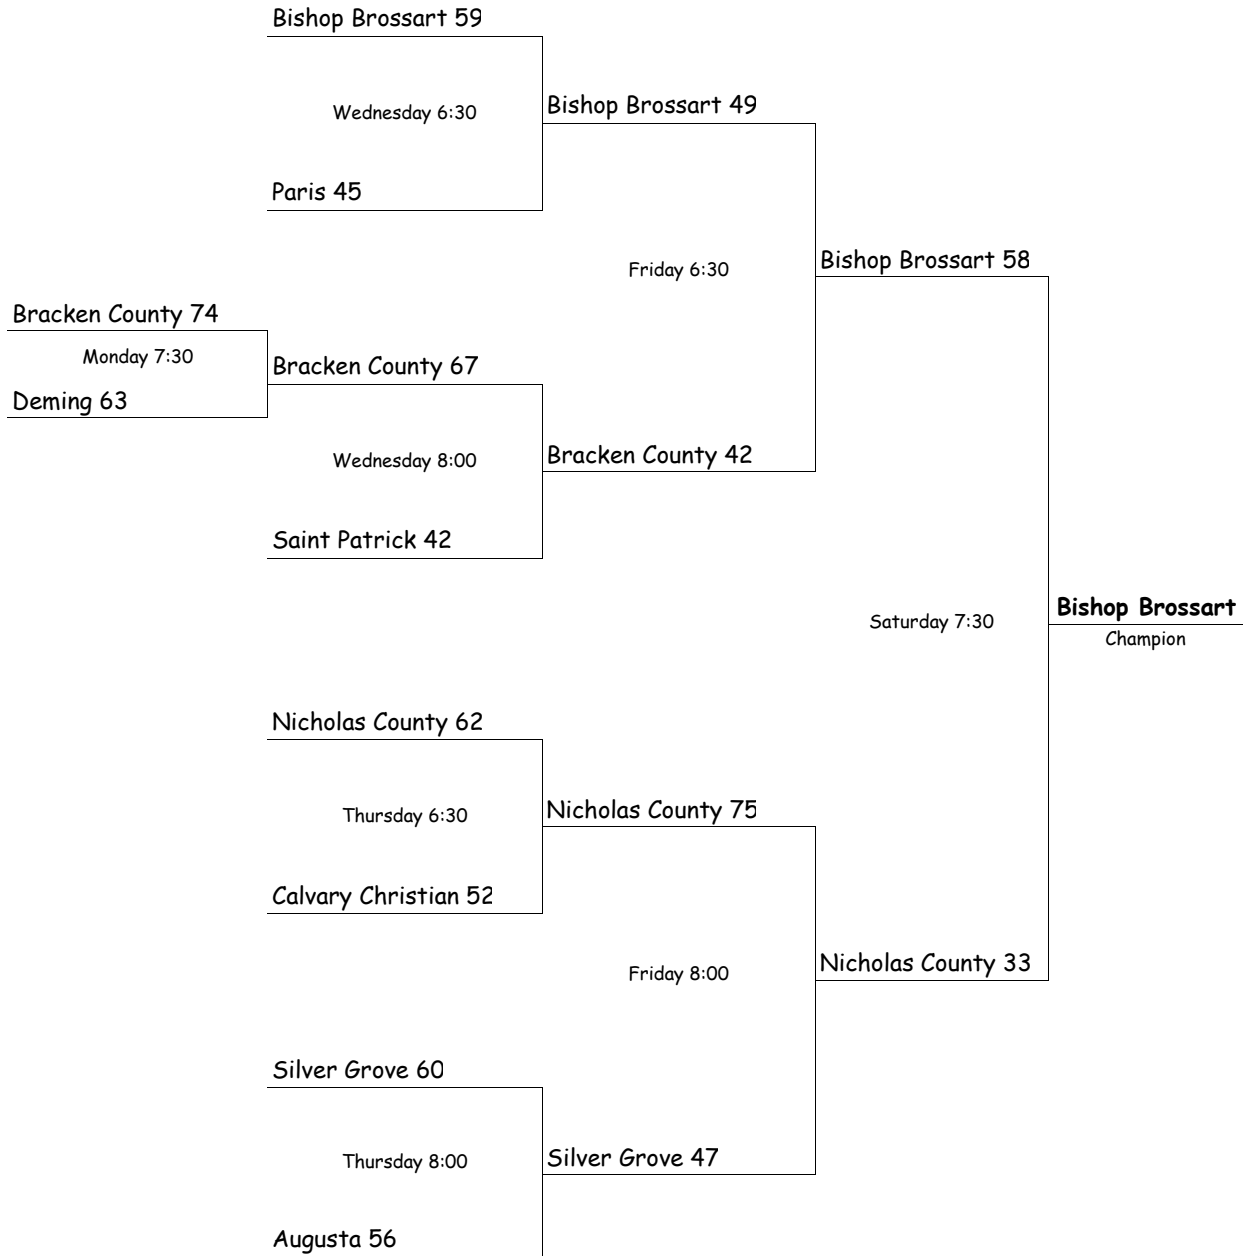 Bishop Brossart 59
Wednesday 6:30
Bishop Brossart 49
Paris 45
Friday 6:30
Bishop Brossart 58
Bracken County 74
Monday 7:30
Bracken County 67
Deming 63
Wednesday 8:00
Bracken County 42
Saint Patrick 42
Saturday 7:30
Bishop Brossart
Champion
Nicholas County 62
Thursday 6:30
Nicholas County 75
Calvary Christian 52
Friday 8:00
Nicholas County 33
Silver Grove 60
Thursday 8:00
Silver Grove 47
Augusta 56